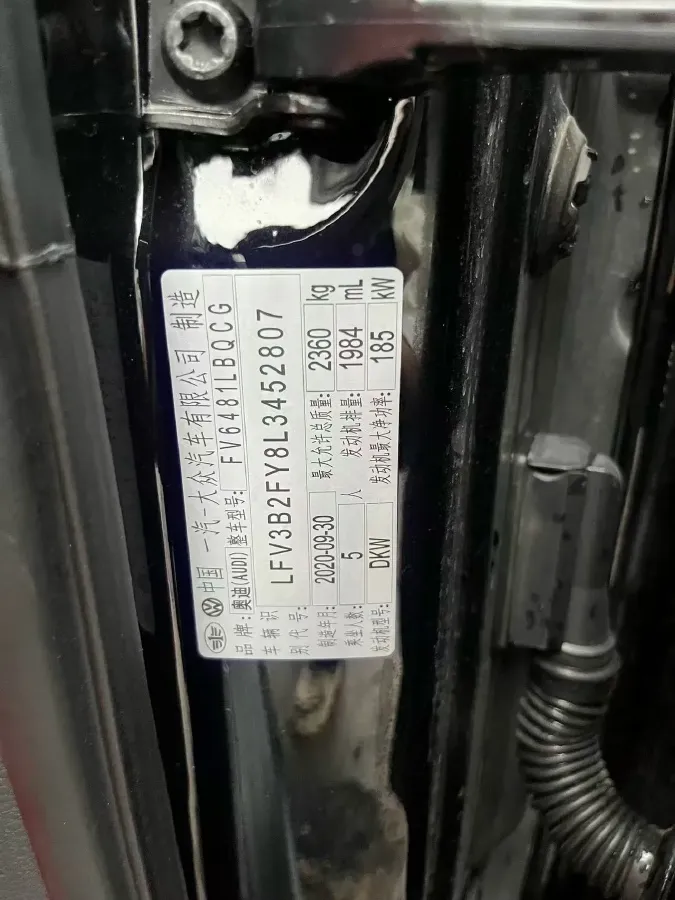 中国 一汽-大众汽车有限公司 制造
品牌: 奥迪(AUDI) 整车型号: FV6481LBQCG
车辆识别代号: LFV3B2FY8L3452807
制造年月: 2020-09-30 最大允许总质量: 2360 kg
乘坐人数: 5 人 发动机排量: 1984 mL
发动机型号: DKW 发动机最大净功率: 185 kW